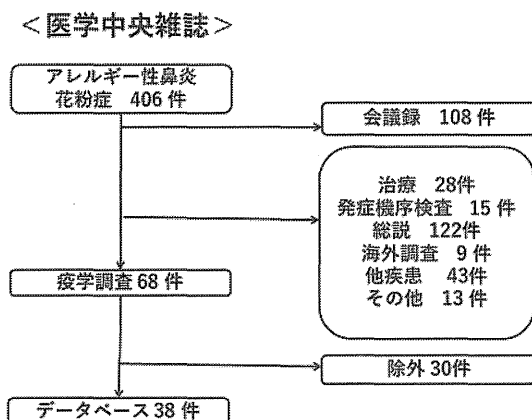 ＜医学中央雑誌＞
アレルギー性鼻炎
花粉症　406 件
会議録　108 件
治療　28件
発症機序検査　15 件
総説　122件
海外調査　9 件
他疾患　43件
その他　13 件
疫学調査 68 件
除外 30件
データベース 38 件